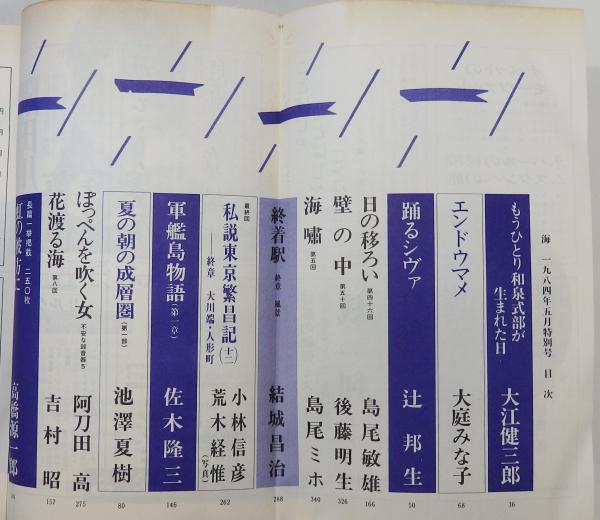 海 一九八四年五月特別号 目次
もうひとり和泉式部が
生まれた日
大江健三郎
36
エンドウマメ
大庭みな子
68
踊るシヴァ
辻邦生
50
日の移ろい 第四十六回
島尾敏雄
166
壁の中 第五十回
後藤明生
326
海嘯 第五回
島尾ミホ
340
終着駅 終章 風景
結城昌治
288
最終回
私説東京繁昌記(十二)
終章 大川端・人形町
小林信彦
荒木経惟(写真)
262
軍艦島物語(第一章)
佐木隆三
146
夏の朝の成層圏(第一部)
池澤夏樹
80
ぽっぺんを吹く女 不安な録音器5
阿刀田高
275
花渡る海 第八回
吉村昭
157
長篇一挙掲載 二五〇枚
虹の彼方に
高橋源一郎